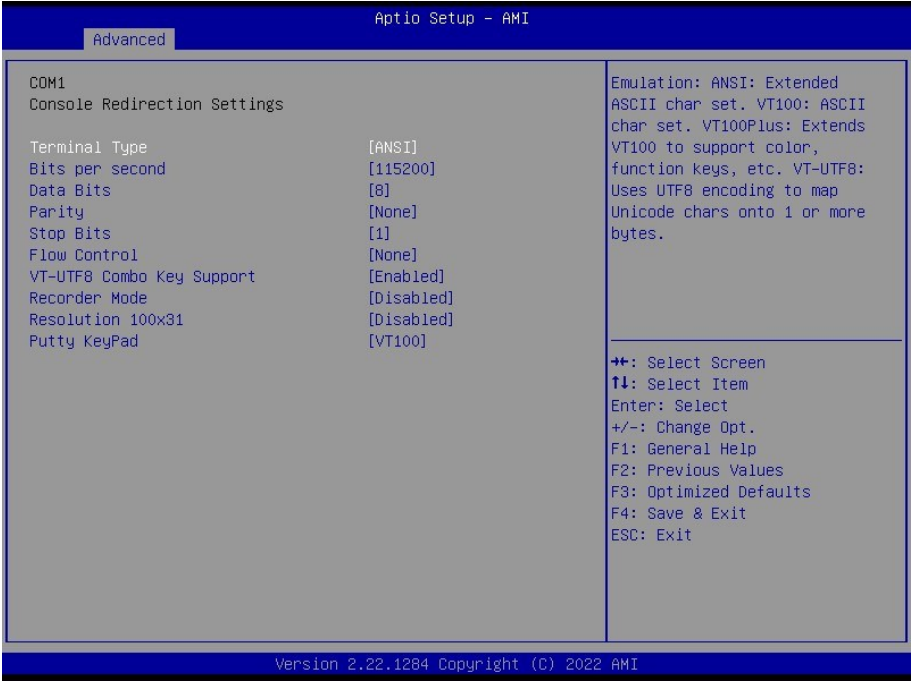 Aptio Setup - AMI
Advanced
COM1
Console Redirection Settings
Terminal Type [ANSI]
Bits per second [115200]
Data Bits [8]
Parity [None]
Stop Bits [1]
Flow Control [None]
VT-UTF8 Combo Key Support [Enabled]
Recorder Mode [Disabled]
Resolution 100x31 [Disabled]
Putty KeyPad [VT100]
Emulation: ANSI: Extended
ASCII char set. VT100: ASCII
char set. VT100Plus: Extends
VT100 to support color,
function keys, etc. VT-UTF8:
Uses UTF8 encoding to map
Unicode chars onto 1 or more
bytes.
→←: Select Screen
↑↓: Select Item
Enter: Select
+/-: Change Opt.
F1: General Help
F2: Previous Values
F3: Optimized Defaults
F4: Save & Exit
ESC: Exit
Version 2.22.1284 Copyright (C) 2022 AMI